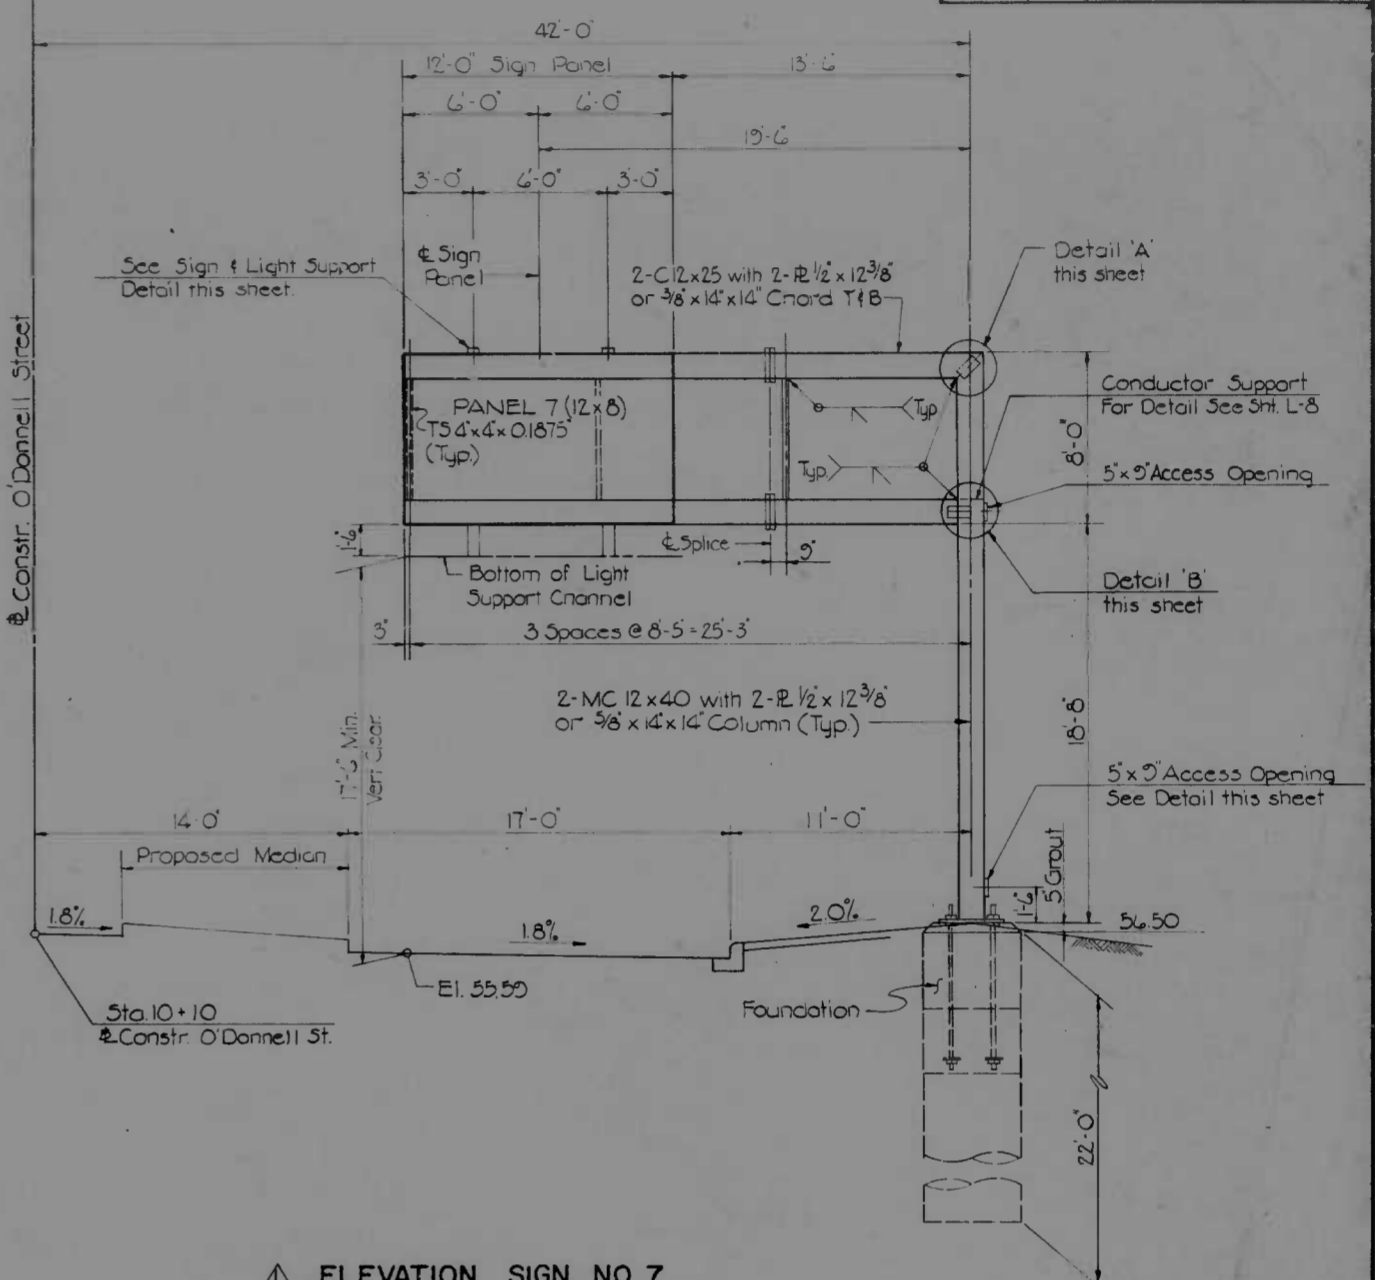 42'-0"
12'-0" Sign Panel
13'-6
6'-0"
6'-0"
19'-6
3'-0"
6'-0"
3'-0"
See Sign & Light Support
Detail this sheet.
℄ Sign
Panel
2-C 12x25 with 2-PL 1/2" x 12 3/8"
or 3/8" x 14" x 14" Chord T&B
Detail 'A'
this sheet
Conductor Support
For Detail See Sht. L-8
8'-0"
5" x 9" Access Opening
PANEL 7 (12 x 8)
TS 4" x 4" x 0.1875"
(Typ.)
Typ.
Typ.
Constr. O'Donnell Street
1'-6"
℄ Splice
9"
Bottom of Light
Support Channel
Detail 'B'
this sheet
3"
3 Spaces @ 8'-5 = 25'-3"
2-MC 12 x 40 with 2-PL 1/2" x 12 3/8"
or 5/8" x 14" x 14" Column (Typ.)
Min.
Vert. Clear.
18'-8"
5" x 9" Access Opening
See Detail this sheet
14'-0"
17'-0"
11'-0"
Proposed Median
5" Grout
1'-6"
1.8%
1.8%
2.0%
56.50
El. 55.59
Sta. 10 + 10
Constr. O'Donnell St.
Foundation
22'-0"
ELEVATION SIGN NO. 7